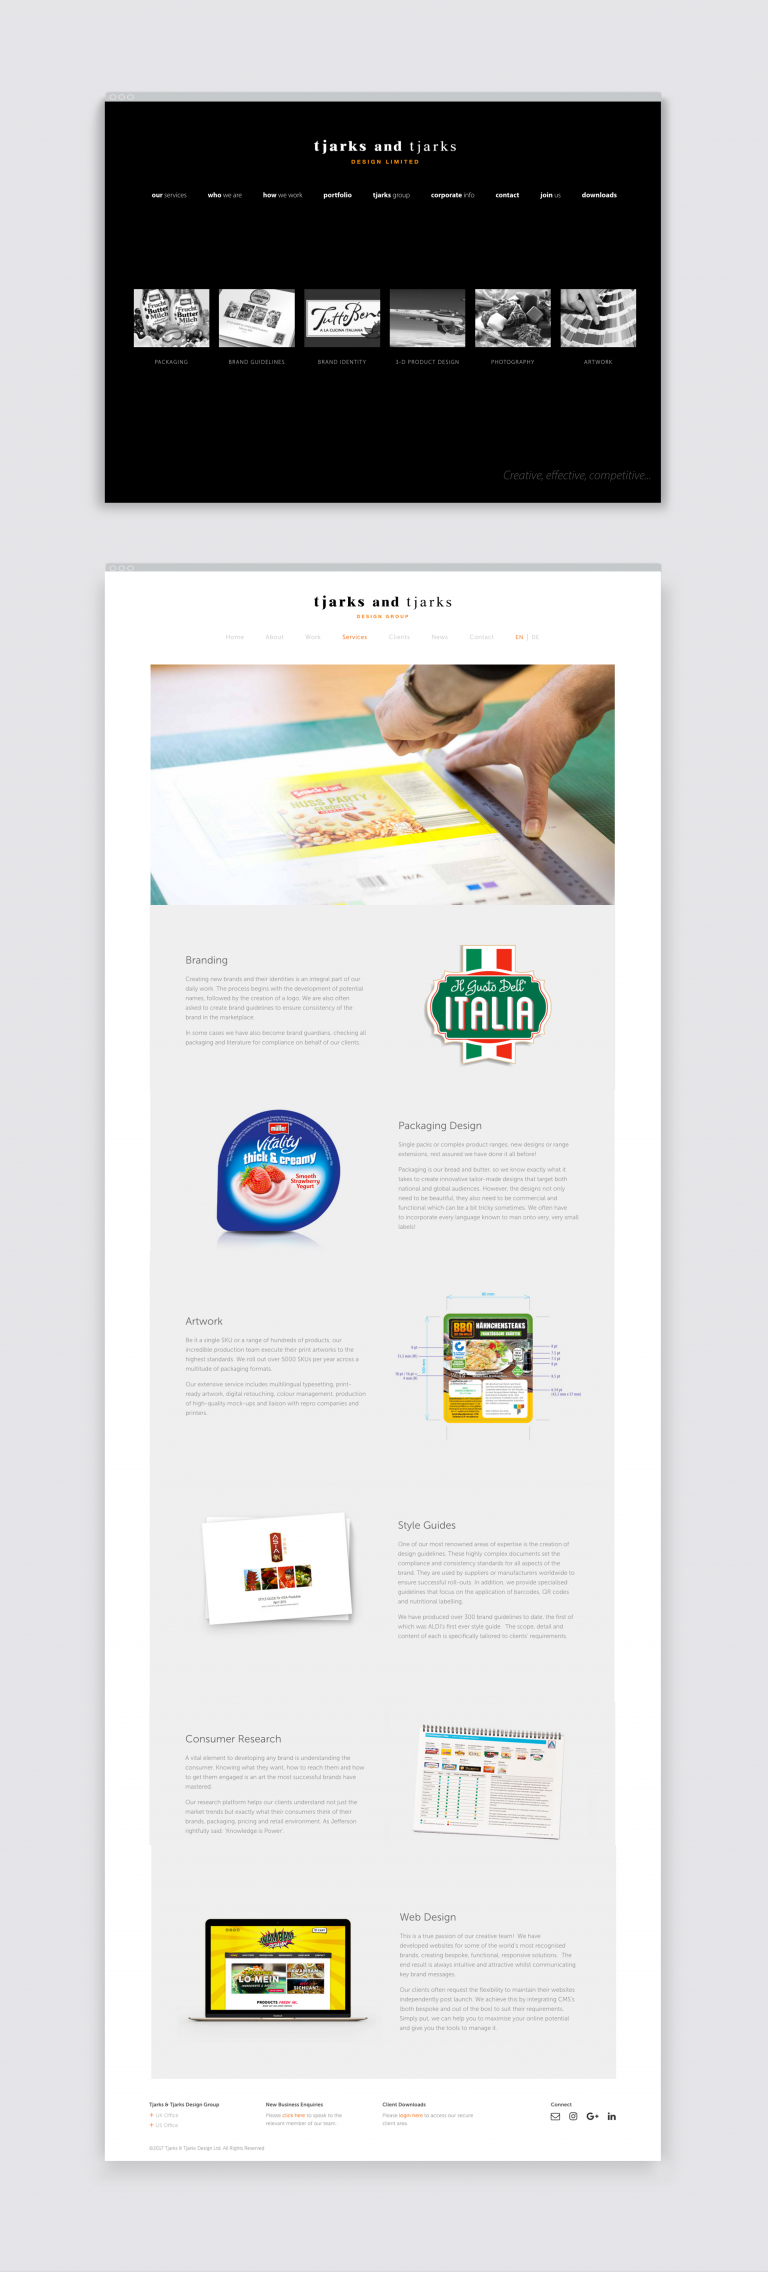 tjarks and tjarks
DESIGN LIMITED
our services who we are how we work portfolio tjarks group corporate info contact join us downloads
müller müller
Frucht Butter Milch Frucht Butter Milch
Tutto Bene
A LA CUCINA ITALIANA
PACKAGING BRAND GUIDELINES BRAND IDENTITY 3-D PRODUCT DESIGN PHOTOGRAPHY ARTWORK
Creative, effective, competitive...
tjarks and tjarks
DESIGN GROUP
Home About Work Services Clients News Contact EN | DE
NUSS PARTY
N/A
Branding
Creating new brands and their identities is an integral part of our
daily work. The process begins with the development of potential
names, followed by the creation of a logo. We are also often
asked to create brand guidelines to ensure consistency of the
brand in the marketplace.
In some cases we have also become brand guardians, checking all
packaging and literature for compliance on behalf of our clients.
Il Gusto Dell'
ITALIA
müller
Vitality
thick & creamy
Smooth
Strawberry
Yogurt
Packaging Design
Single packs or complex product ranges, new designs or range
extensions, rest assured we have done it all before!
Packaging is our bread and butter, so we know exactly what it
takes to create innovative tailor-made designs that target both
national and global audiences. However, the designs not only
need to be beautiful, they also need to be commercial and
functional which can be a bit tricky sometimes. We often have
to incorporate every language known to man onto very, very small
labels!
Artwork
Be it a single SKU or a range of hundreds of products, our
incredible production team execute their print artworks to the
highest standards. We roll out over 5000 SKUs per year across a
multitude of packaging formats.
Our extensive service includes multilingual typesetting, print-
ready artwork, digital retouching, colour management, production
of high-quality mock-ups and liaison with repro companies and
printers.
BBQ
HÄHNCHENSTEAKS
ASIA
Style Guides
One of our most renowned areas of expertise is the creation of
design guidelines. These highly complex documents set the
compliance and consistency standards for all aspects of the
brand. They are used by suppliers or manufacturers worldwide to
ensure successful roll-outs. In addition, we provide specialised
guidelines that focus on the application of barcodes, QR codes
and nutritional labelling.
We have produced over 300 brand guidelines to date, the first of
which was ALDI's first ever style guide. The scope, detail and
content of each is specifically tailored to clients' requirements.
Consumer Research
A vital element to developing any brand is understanding the
consumer. Knowing what they want, how to reach them and how
to get them engaged is an art the most successful brands have
mastered.
Our research platform helps our clients understand not just the
market trends but exactly what their consumers think of their
brands, packaging, pricing and retail environment. As Jefferson
rightfully said: 'Knowledge is Power'.
LO MEIN
SICHUAN
PRODUCTS
Web Design
This is a true passion of our creative team! We have
developed websites for some of the world's most recognised
brands, creating bespoke, functional, responsive solutions. The
end result is always intuitive and attractive whilst communicating
key brand messages.
Our clients often request the flexibility to maintain their websites
independently post launch. We achieve this by integrating CMS's
(both bespoke and out of the box) to suit their requirements.
Simply put, we can help you to maximise your online potential
and give you the tools to manage it.
Tjarks & Tjarks Design Group New Business Enquiries Client Downloads Connect
+ UK Office Please click here to speak to the Please login here to access our secure
+ US Office relevant member of our team client area.
©2017 Tjarks & Tjarks Design Ltd. All Rights Reserved